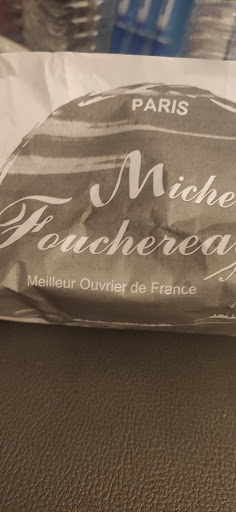 PARIS
Miche
Foucherea
Meilleur Ouvrier de France